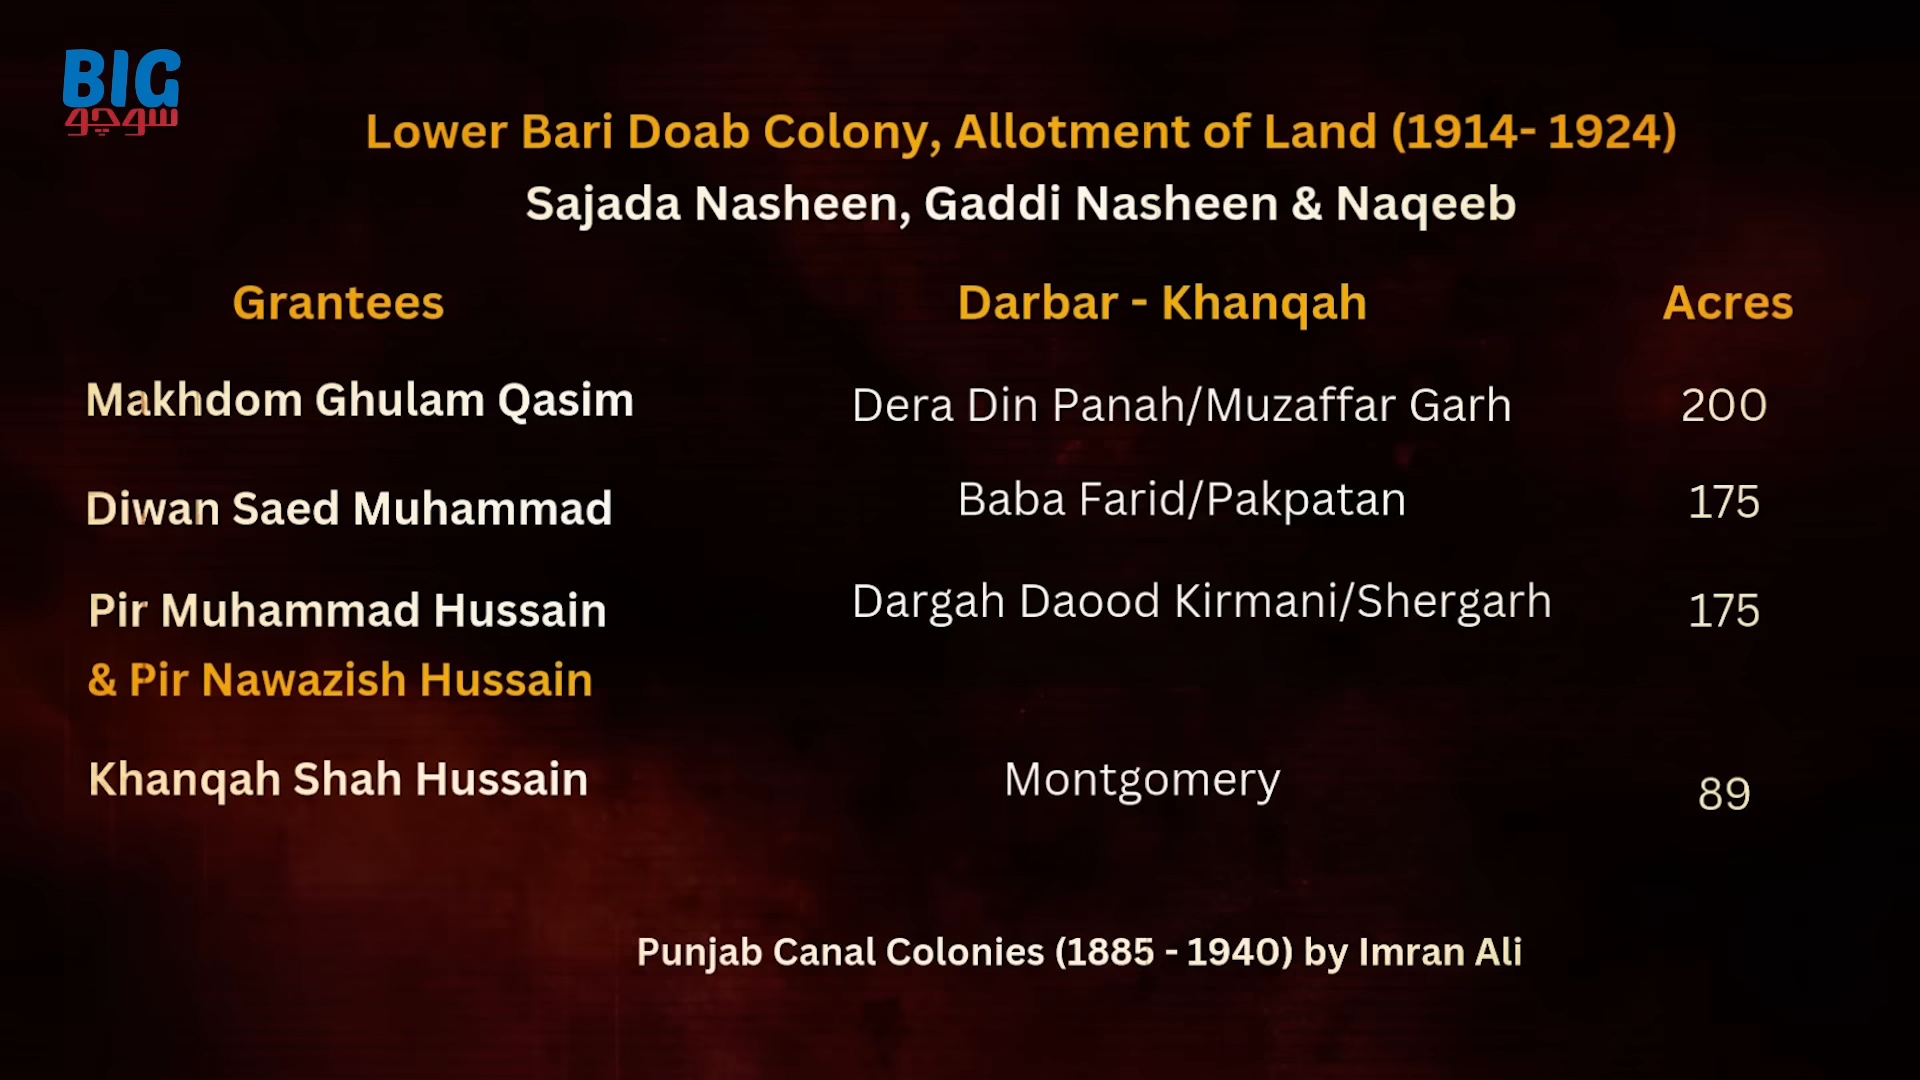 BIG
سوچو
Lower Bari Doab Colony, Allotment of Land (1914- 1924)
Sajada Nasheen, Gaddi Nasheen & Naqeeb
Grantees Darbar - Khanqah Acres
Makhdom Ghulam Qasim Dera Din Panah/Muzaffar Garh 200
Diwan Saed Muhammad Baba Farid/Pakpatan 175
Pir Muhammad Hussain Dargah Daood Kirmani/Shergarh 175
& Pir Nawazish Hussain
Khanqah Shah Hussain Montgomery 89
Punjab Canal Colonies (1885 - 1940) by Imran Ali